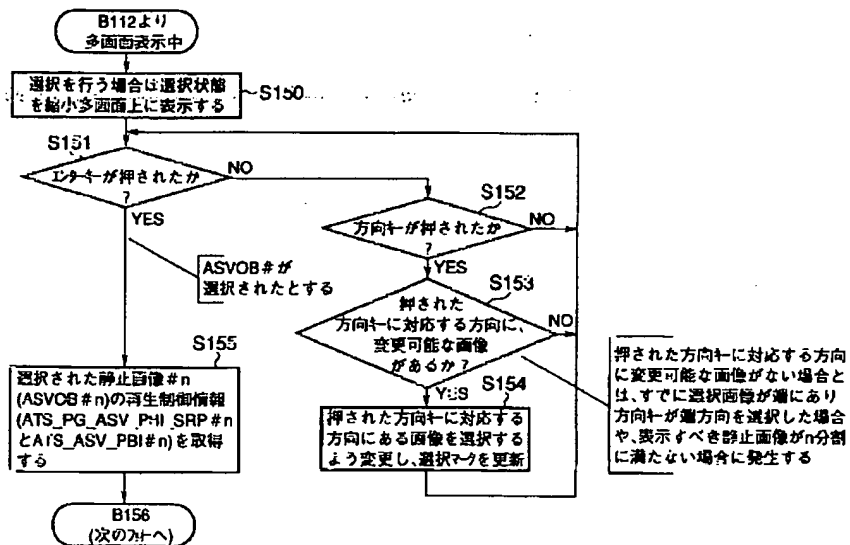 B112より
多画面表示中
選択を行う場合は選択状態
を縮小多画面上に表示する
S150
S151
エンターキーが押されたか
?
NO
YES
S152
方向キーが押されたか
?
NO
YES
ASVOB#が
選択されたとする
S153
押された
方向キーに対応する方向に、
変更可能な画像
があるか?
NO
YES
S154
押された方向キーに対応する
方向にある画像を選択する
よう変更し、選択マークを更新
押された方向キーに対応する方向
に変更可能な画像がない場合と
は、すでに選択画像が端にあり
方向キーが端方向を選択した場合
や、表示すべき静止画像がn分割
に満たない場合に発生する
S155
選択された静止画像#n
(ASVOB#n)の再生制御情報
(ATS_PG_ASV_PHI_SRP#n
とATS_ASV_PBI#n)を取得
する
B156
(次のフローへ)